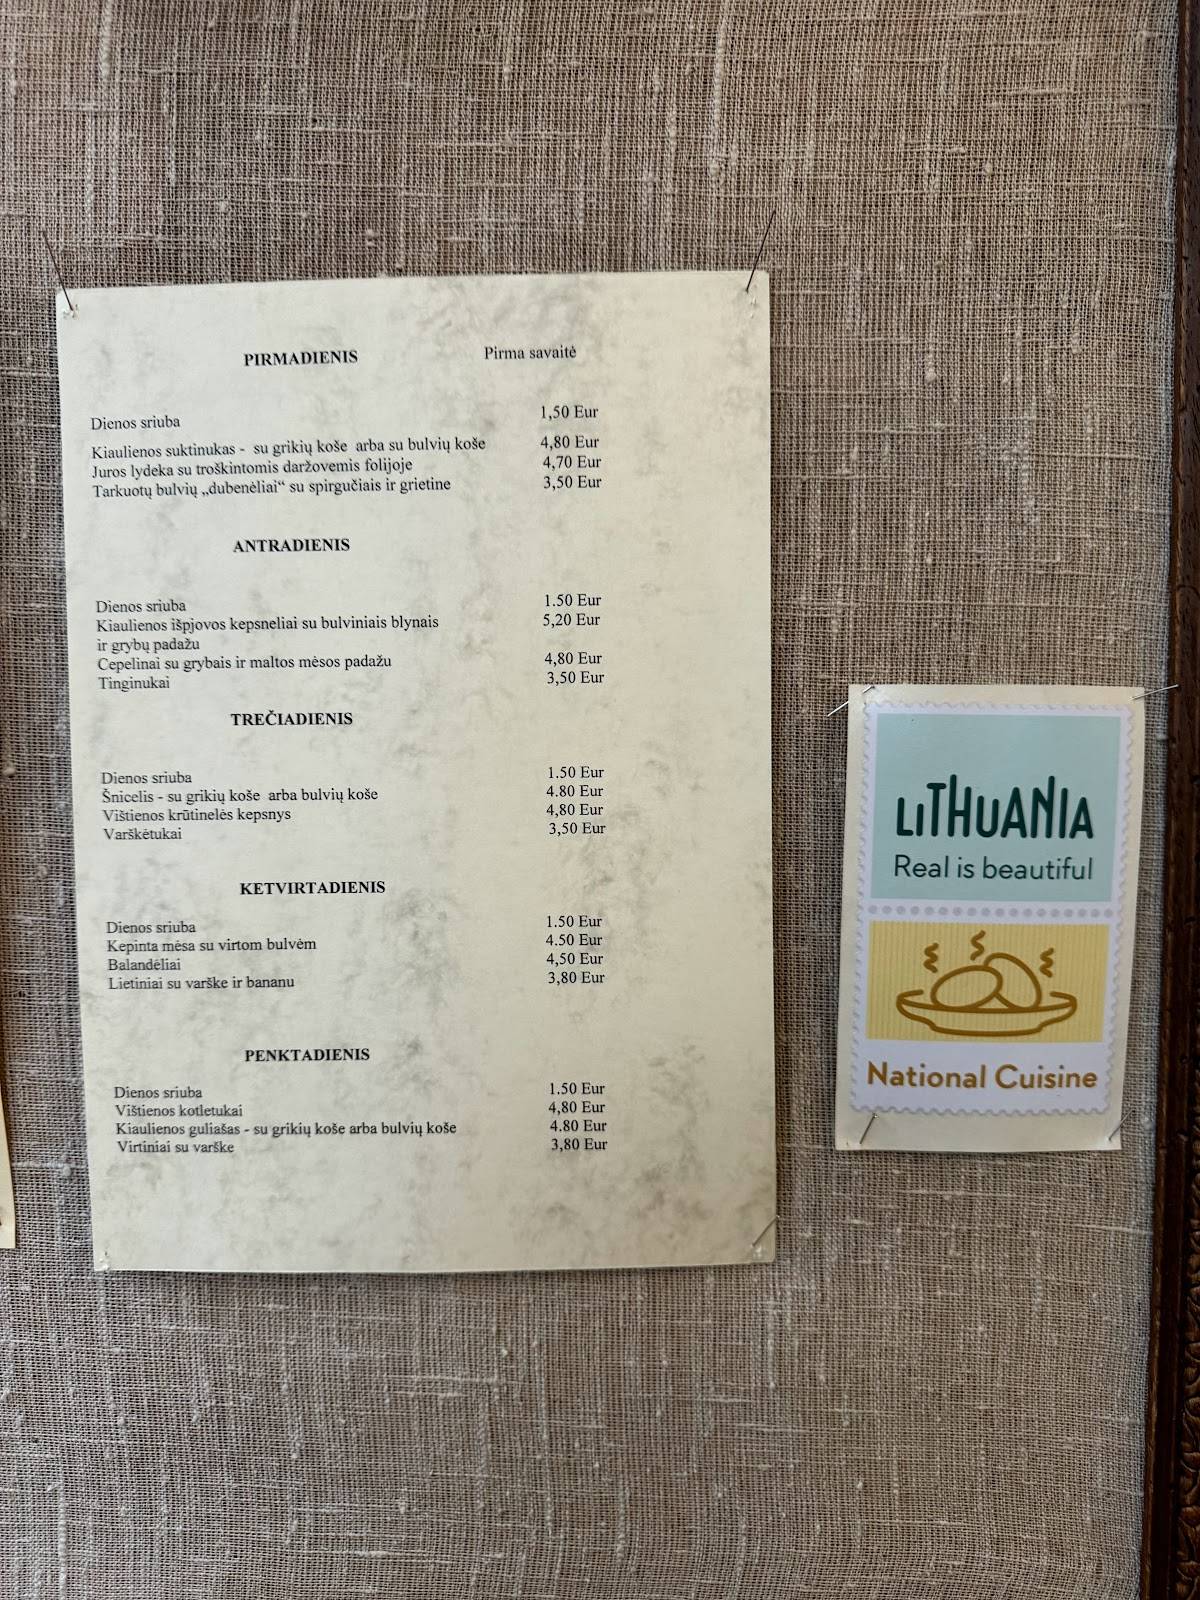 PIRMADIENIS Pirma savaitė
Dienos sriuba 1,50 Eur
Kiaulienos suktinukas - su grikių koše arba su bulvių koše 4,80 Eur
Juros lydeka su troškintomis daržovemis folijoje 4,70 Eur
Tarkuotų bulvių „dubenėliai“ su spirgučiais ir grietine 3,50 Eur
ANTRADIENIS
Dienos sriuba 1.50 Eur
Kiaulienos išpjovos kepsneliai su bulviniais blynais 5,20 Eur
ir grybų padažu
Cepelinai su grybais ir maltos mėsos padažu 4,80 Eur
Tinginukai 3,50 Eur
TREČIADIENIS
Dienos sriuba 1.50 Eur
Šnicelis - su grikių koše arba bulvių koše 4.80 Eur
Vištienos krūtinelės kepsnys 4,80 Eur
Varškėtukai 3,50 Eur
KETVIRTADIENIS
Dienos sriuba 1.50 Eur
Kepinta mėsa su virtom bulvėm 4.50 Eur
Balandėliai 4,50 Eur
Lietiniai su varške ir bananu 3,80 Eur
PENKTADIENIS
Dienos sriuba 1.50 Eur
Vištienos kotletukai 4,80 Eur
Kiaulienos guliašas - su grikių koše arba bulvių koše 4.80 Eur
Virtiniai su varške 3,80 Eur
LiTHUANIA
Real is beautiful
National Cuisine